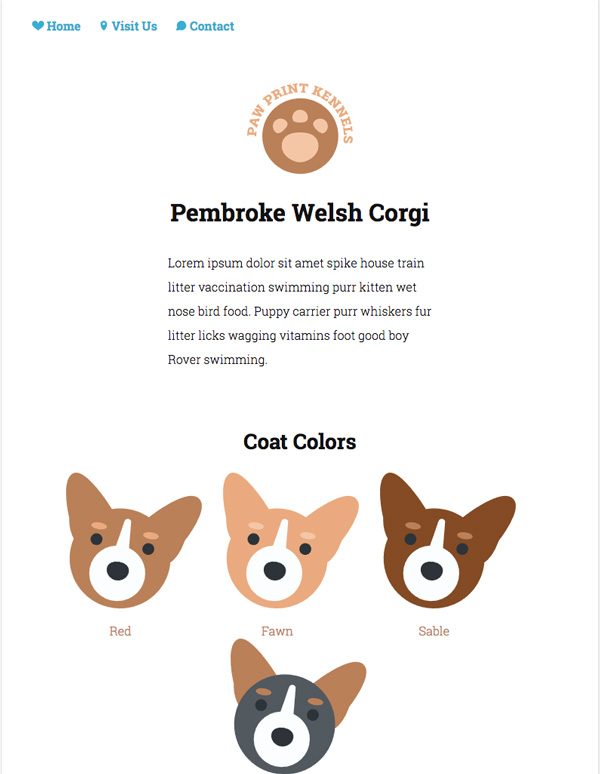 Home Visit Us Contact
PAW PRINT KENNELS
Pembroke Welsh Corgi
Lorem ipsum dolor sit amet spike house train
litter vaccination swimming purr kitten wet
nose bird food. Puppy carrier purr whiskers fur
litter licks wagging vitamins foot good boy
Rover swimming.
Coat Colors
Red Fawn Sable